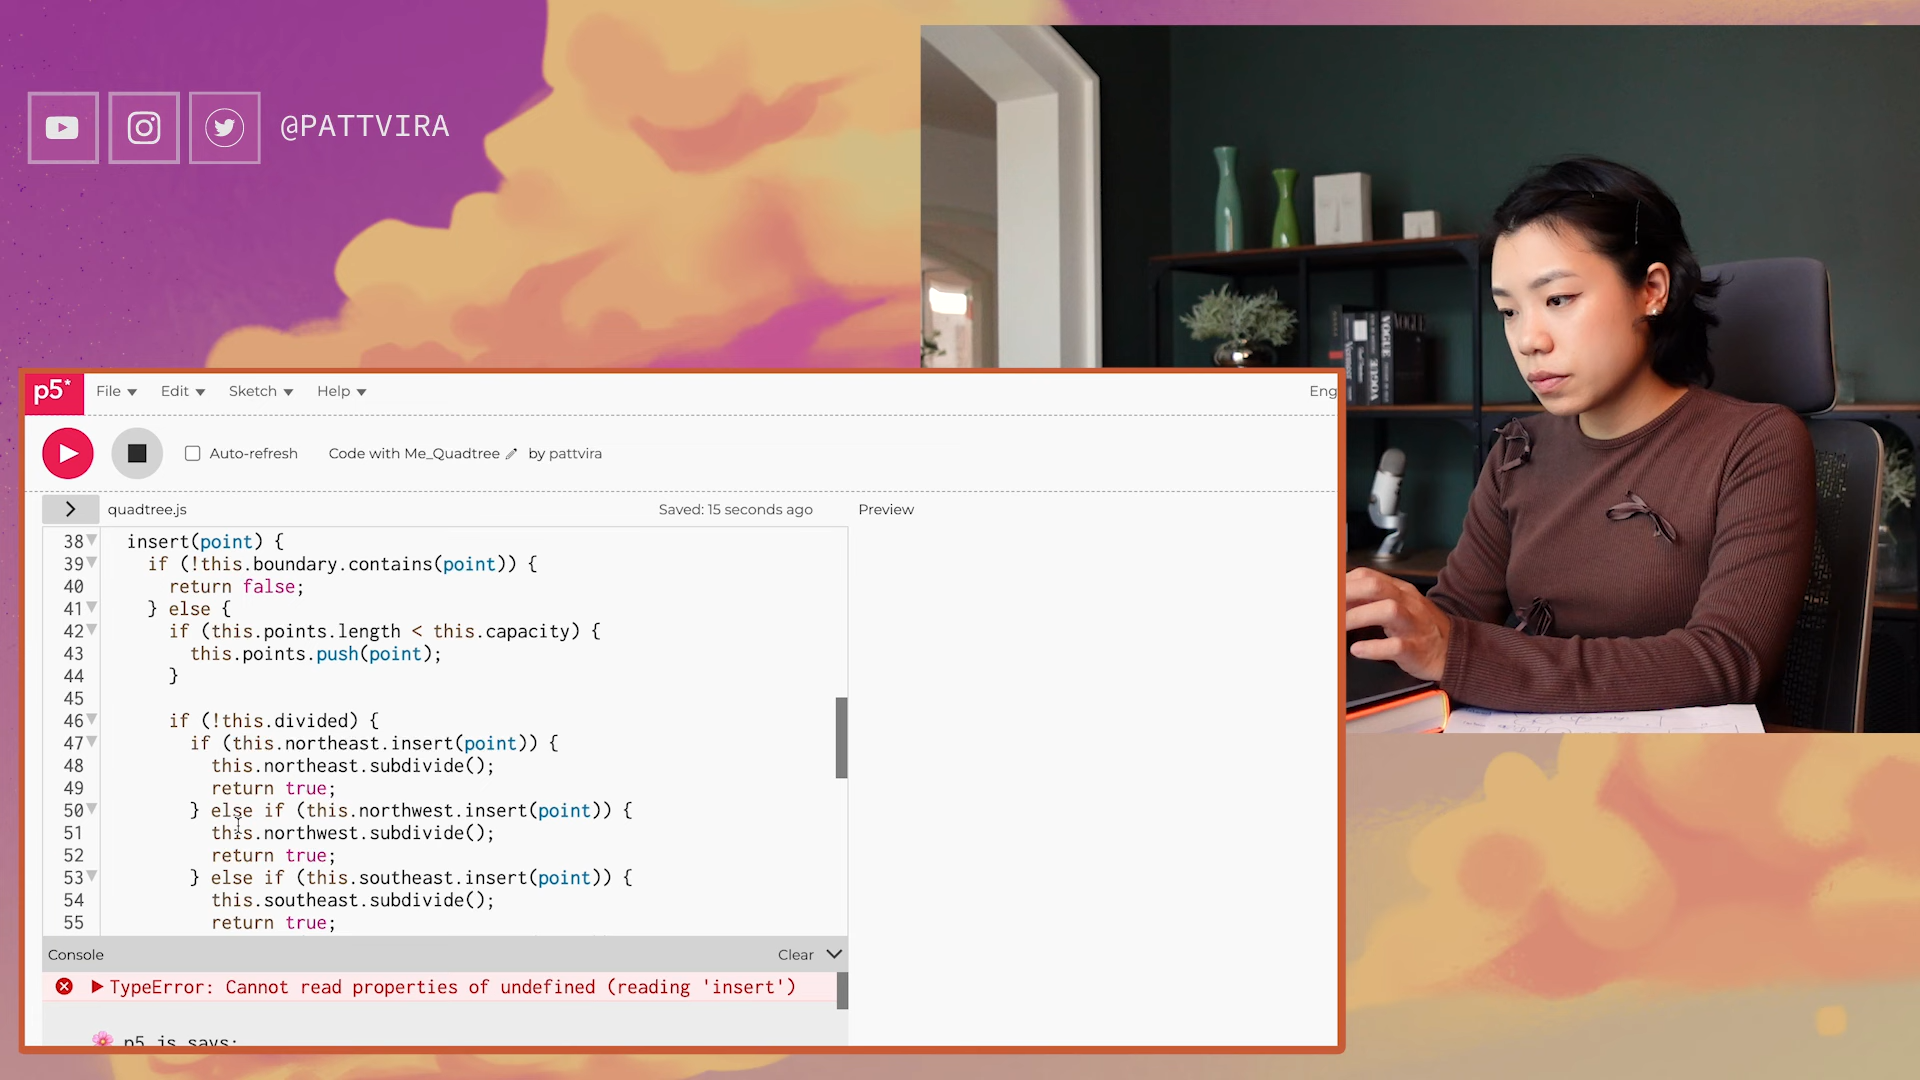 @PATTVIRA
VOGUE
VOGUE
p5*
File Edit Sketch Help
Eng
Auto-refresh
Code with Me_Quadtree by pattvira
quadtree.js
Saved: 15 seconds ago
Preview
38 insert(point) {
39 if (!this.boundary.contains(point)) {
40 return false;
41 } else {
42 if (this.points.length < this.capacity) {
43 this.points.push(point);
44 }
45
46 if (!this.divided) {
47 if (this.northeast.insert(point)) {
48 this.northeast.subdivide();
49 return true;
50 } else if (this.northwest.insert(point)) {
51 this.northwest.subdivide();
52 return true;
53 } else if (this.southeast.insert(point)) {
54 this.southeast.subdivide();
55 return true;
Console
Clear
TypeError: Cannot read properties of undefined (reading 'insert')
p5.js says: